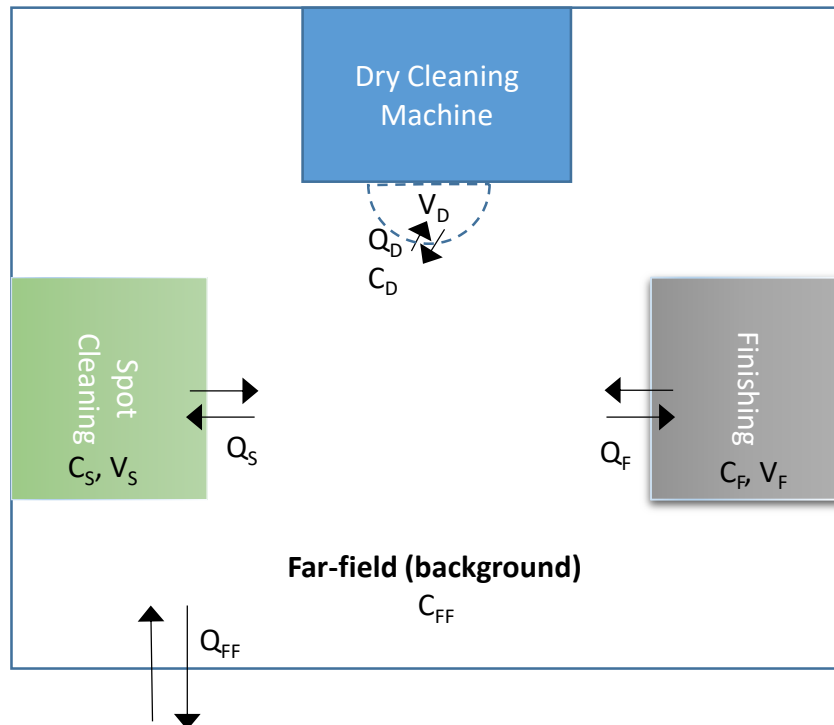 Dry Cleaning
Machine
V_D
Q_D
C_D
Spot
Cleaning
C_S, V_S
Q_S
Finishing
C_F, V_F
Q_F
Far-field (background)
C_FF
Q_FF